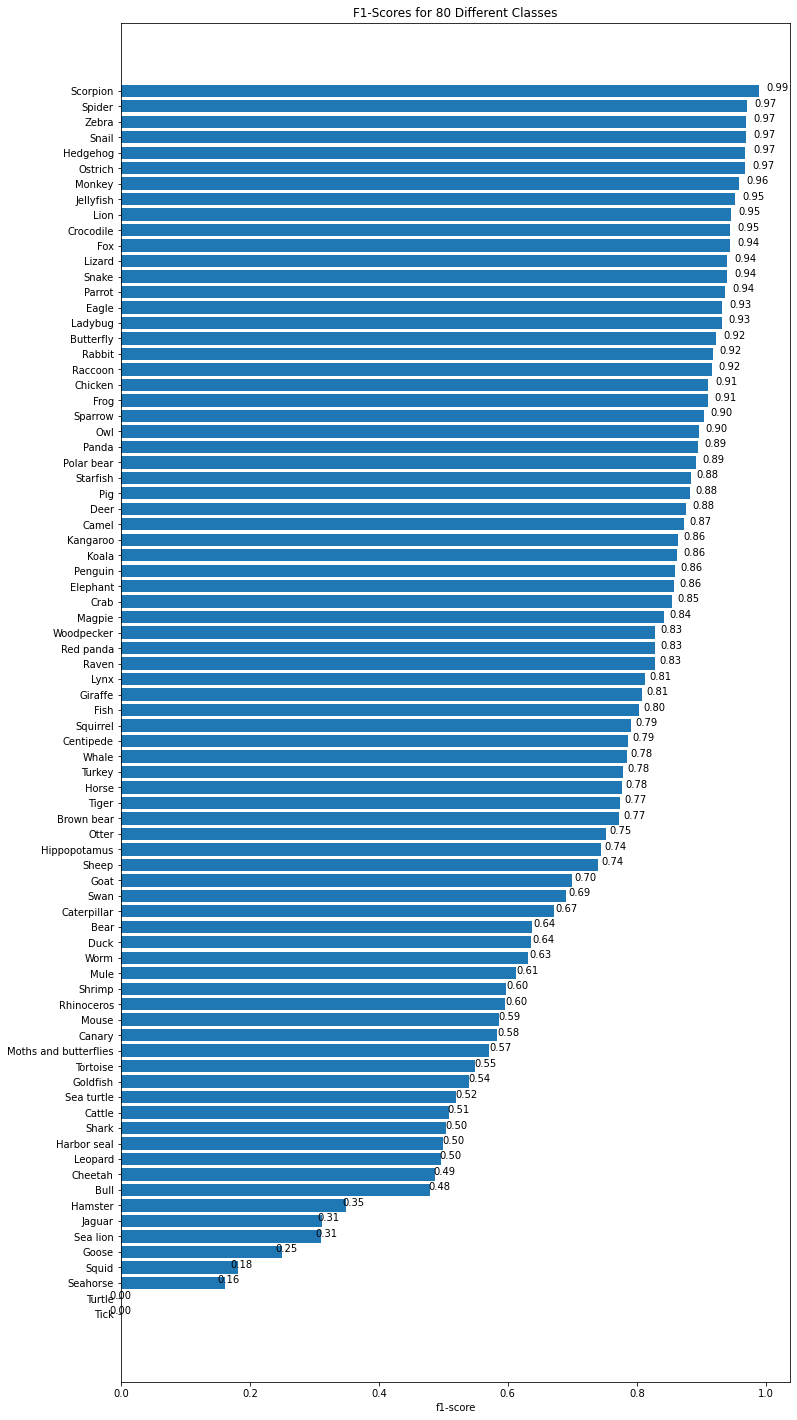 F1-Scores for 80 Different Classes
Scorpion 0.99
Spider 0.97
Zebra 0.97
Snail 0.97
Hedgehog 0.97
Ostrich 0.97
Monkey 0.96
Jellyfish 0.95
Lion 0.95
Crocodile 0.95
Fox 0.94
Lizard 0.94
Snake 0.94
Parrot 0.94
Eagle 0.93
Ladybug 0.93
Butterfly 0.92
Rabbit 0.92
Raccoon 0.92
Chicken 0.91
Frog 0.91
Sparrow 0.90
Owl 0.90
Panda 0.89
Polar bear 0.89
Starfish 0.88
Pig 0.88
Deer 0.88
Camel 0.87
Kangaroo 0.86
Koala 0.86
Penguin 0.86
Elephant 0.86
Crab 0.85
Magpie 0.84
Woodpecker 0.83
Red panda 0.83
Raven 0.83
Lynx 0.81
Giraffe 0.81
Fish 0.80
Squirrel 0.79
Centipede 0.79
Whale 0.78
Turkey 0.78
Horse 0.78
Tiger 0.77
Brown bear 0.77
Otter 0.75
Hippopotamus 0.74
Sheep 0.74
Goat 0.70
Swan 0.69
Caterpillar 0.67
Bear 0.64
Duck 0.64
Worm 0.63
Mule 0.61
Shrimp 0.60
Rhinoceros 0.60
Mouse 0.59
Canary 0.58
Moths and butterflies 0.57
Tortoise 0.55
Goldfish 0.54
Sea turtle 0.52
Cattle 0.51
Shark 0.50
Harbor seal 0.50
Leopard 0.50
Cheetah 0.49
Bull 0.48
Hamster 0.35
Jaguar 0.31
Sea lion 0.31
Goose 0.25
Squid 0.18
Seahorse 0.16
Turtle 0.00
Tick 0.00
0.0 0.2 0.4 0.6 0.8 1.0
f1-score